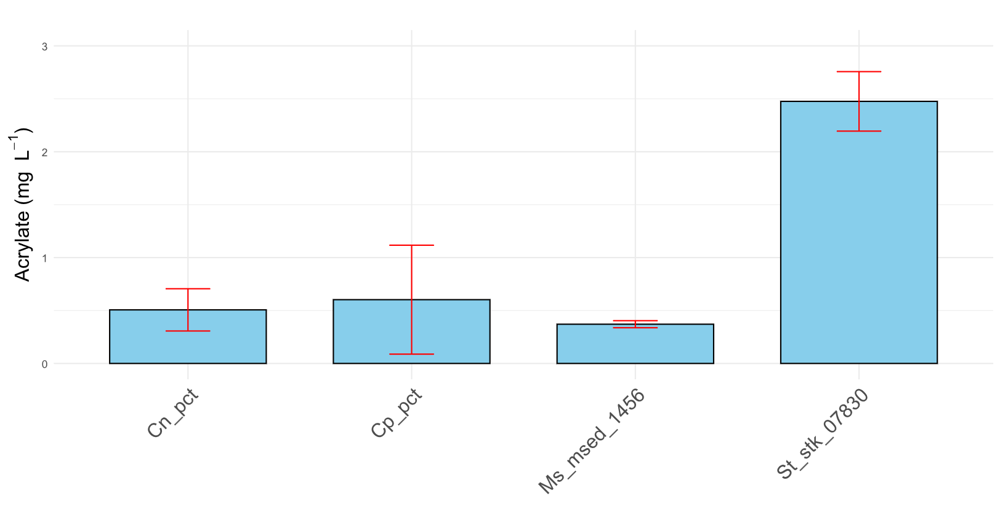 3
2
1
0
Acrylate (mg L⁻¹)
Cn_pct
Cp_pct
Ms_msed_1456
St_stk_07830